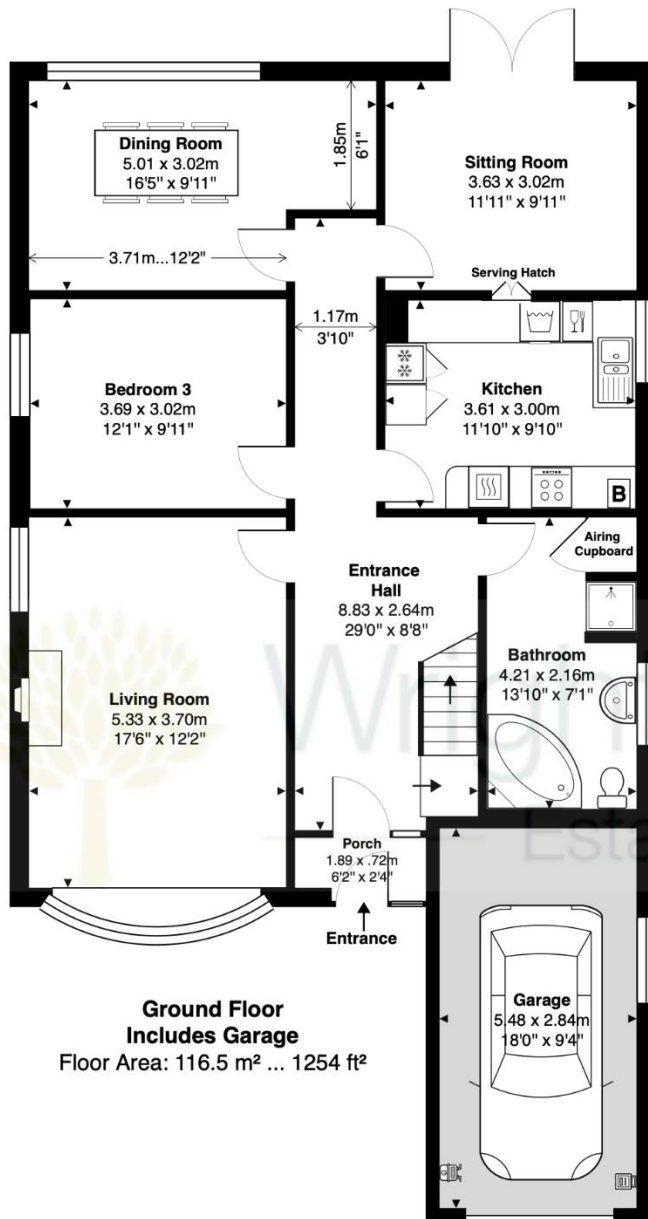 Dining Room
5.01 x 3.02m
16'5" x 9'11"
1.85m
6'1"
3.71m...12'2"
Sitting Room
3.63 x 3.02m
11'11" x 9'11"
Serving Hatch
1.17m
3'10"
Bedroom 3
3.69 x 3.02m
12'1" x 9'11"
Kitchen
3.61 x 3.00m
11'10" x 9'10"
B
Airing
Cupboard
Entrance
Hall
8.83 x 2.64m
29'0" x 8'8"
Bathroom
4.21 x 2.16m
13'10" x 7'1"
Living Room
5.33 x 3.70m
17'6" x 12'2"
Wrigh
Esta
Porch
1.89 x .72m
6'2" x 2'4"
Entrance
Garage
5.48 x 2.84m
18'0" x 9'4"
Ground Floor
Includes Garage
Floor Area: 116.5 m² ... 1254 ft²